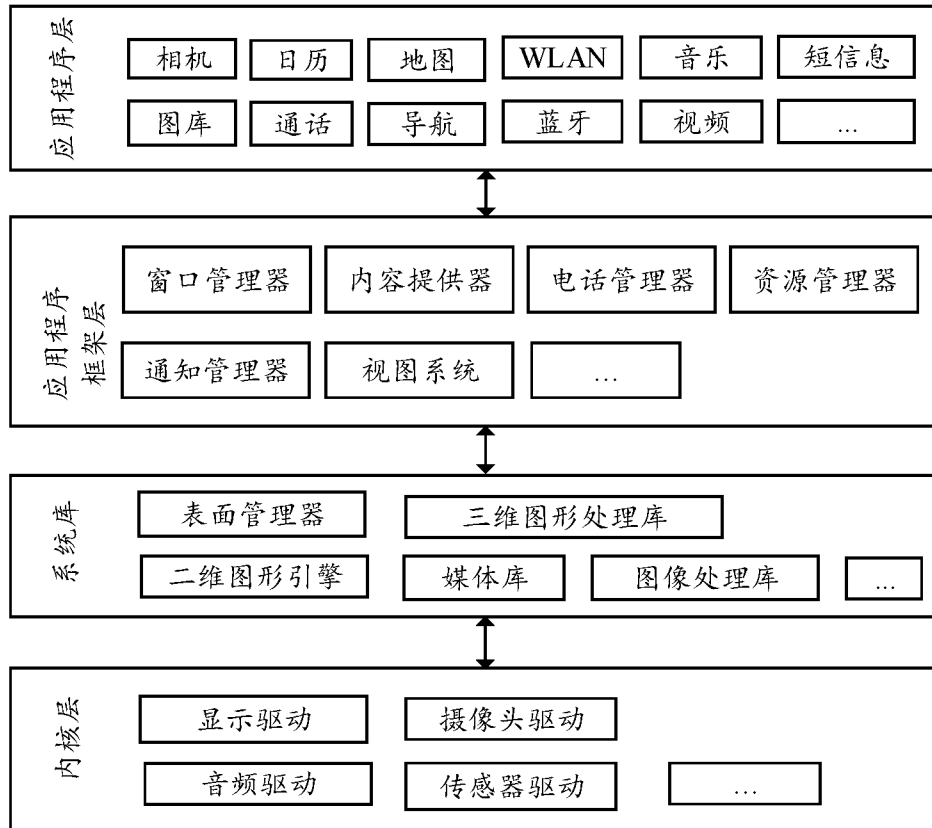 应用程序层
相机 日历 地图 WLAN 音乐 短信息
图库 通话 导航 蓝牙 视频 ...
应用程序
框架层
窗口管理器 内容提供器 电话管理器 资源管理器
通知管理器 视图系统 ...
系统库
表面管理器 三维图形处理库
二维图形引擎 媒体库 图像处理库 ...
内核层
显示驱动 摄像头驱动
音频驱动 传感器驱动 ...